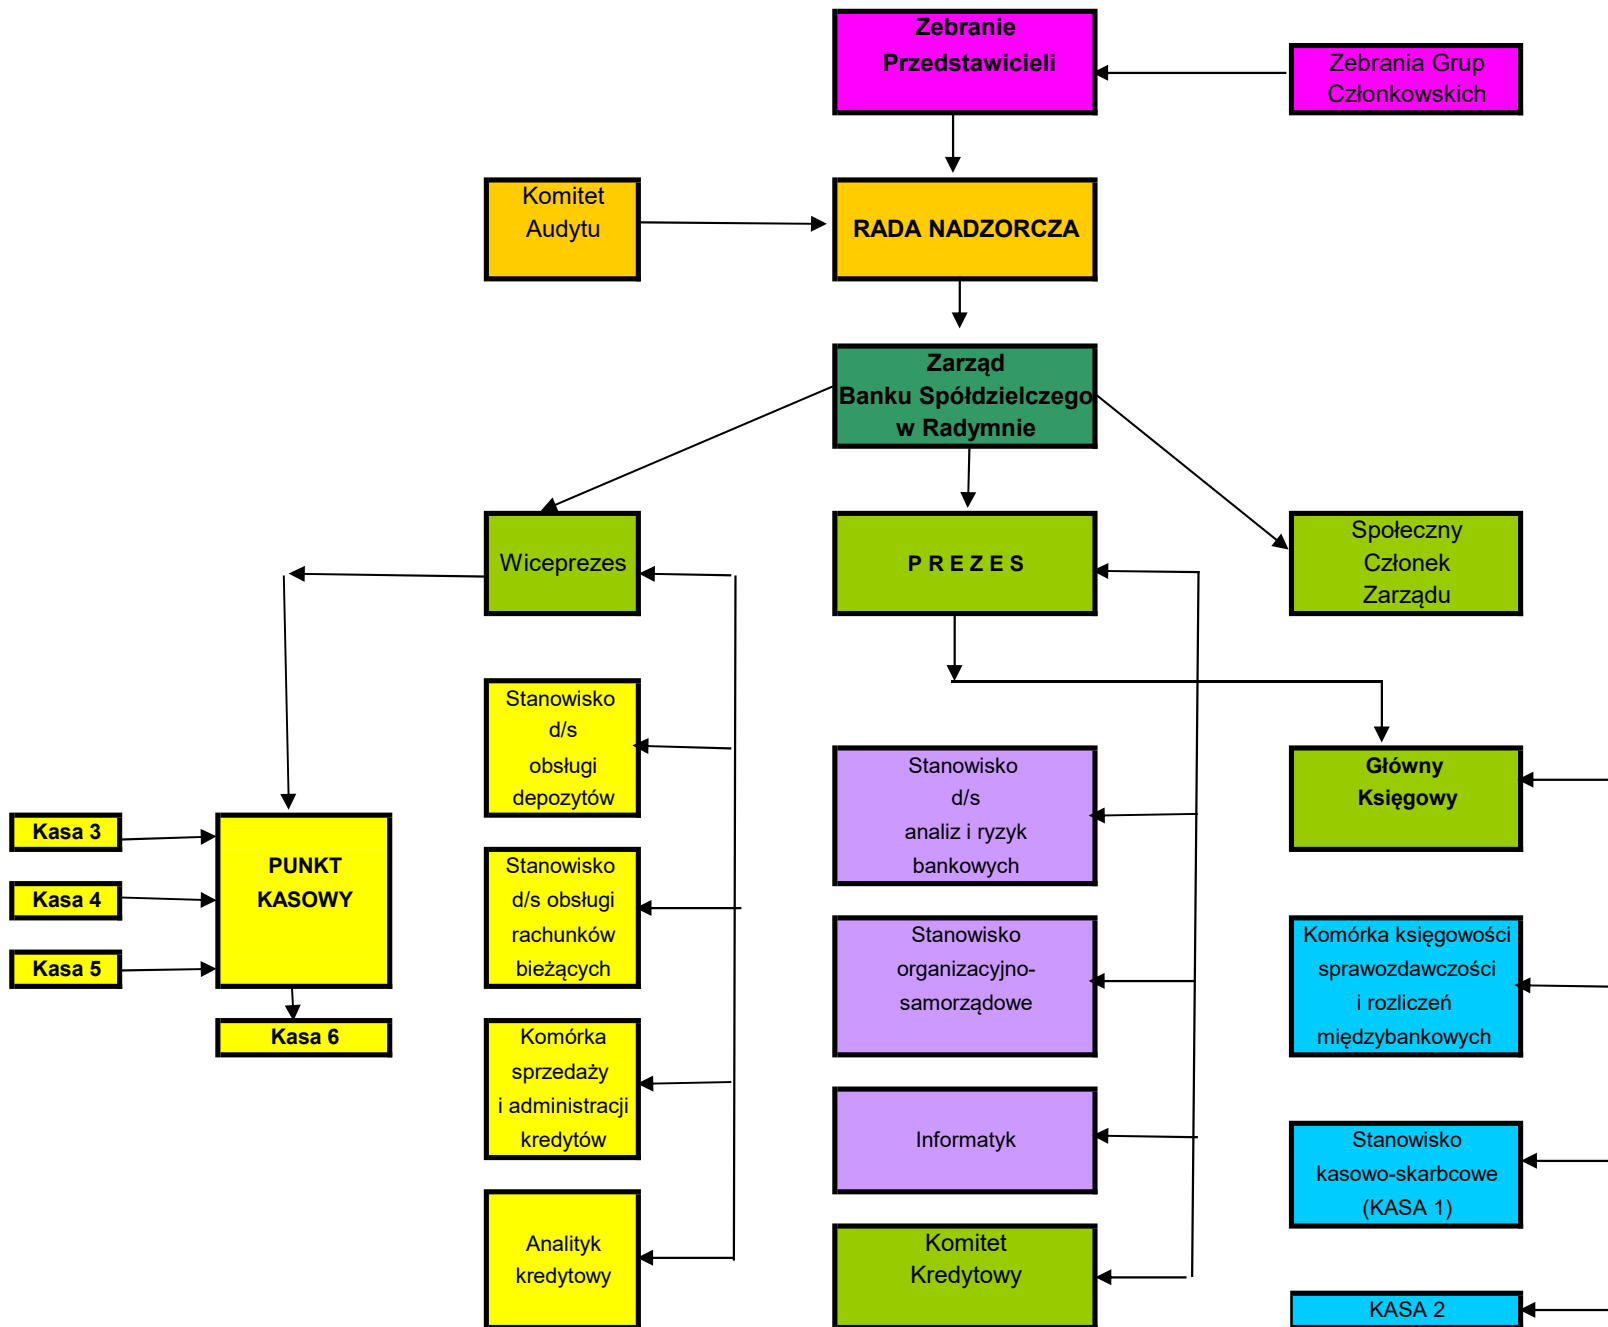 Zebranie
Przedstawicieli
Zebrania Grup
Członkowskich
Komitet
Audytu
RADA NADZORCZA
Zarząd
Banku Spółdzielczego
w Radymnie
Wiceprezes
P R E Z E S
Społeczny
Członek
Zarządu
Stanowisko
d/s
obsługi
depozytów
Stanowisko
d/s
analiz i ryzyk
bankowych
Główny
Księgowy
Kasa 3
Kasa 4
Kasa 5
PUNKT
KASOWY
Kasa 6
Stanowisko
d/s obsługi
rachunków
bieżących
Stanowisko
organizacyjno-
samorządowe
Komórka księgowości
sprawozdawczości
i rozliczeń
międzybankowych
Komórka
sprzedaży
i administracji
kredytów
Informatyk
Stanowisko
kasowo-skarbcowe
(KASA 1)
Analityk
kredytowy
Komitet
Kredytowy
KASA 2